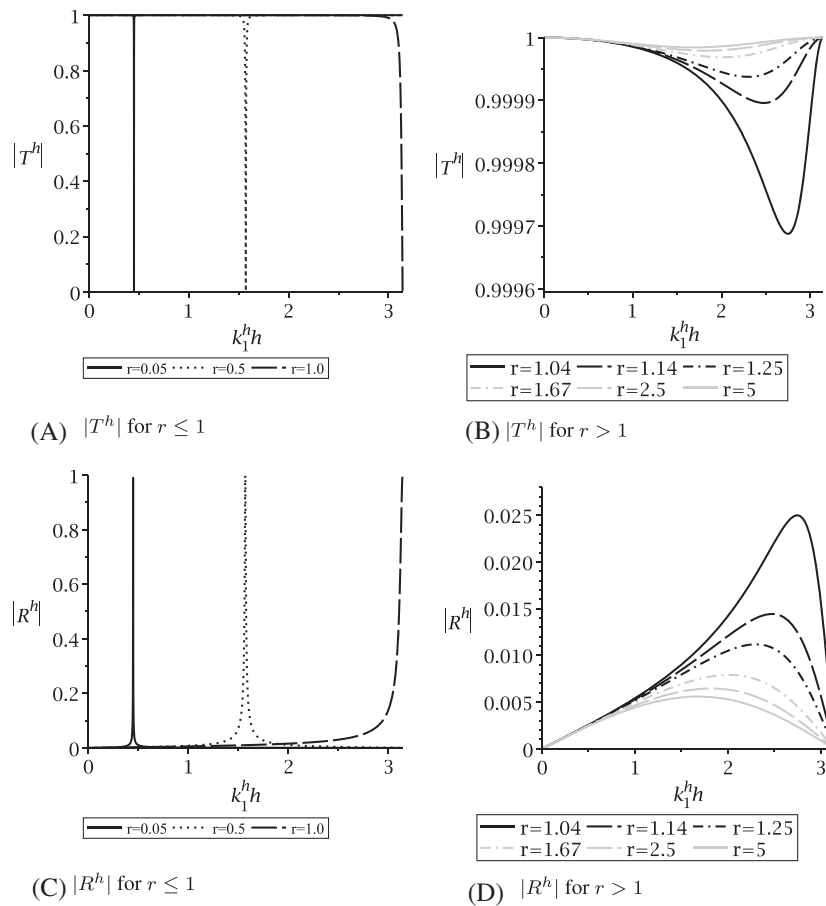 1
0.8
0.6
|T^h|
0.4
0.2
0
0 1 2 3
k_1^h h
r=0.05 r=0.5 r=1.0
(A) |T^h| for r ≤ 1
1
0.9999
0.9998
|T^h|
0.9997
0.9996
0 1 2 3
k_1^h h
r=1.04 r=1.14 r=1.25
r=1.67 r=2.5 r=5
(B) |T^h| for r > 1
1
0.8
0.6
|R^h|
0.4
0.2
0
0 1 2 3
k_1^h h
r=0.05 r=0.5 r=1.0
(C) |R^h| for r ≤ 1
0.025
0.020
0.015
|R^h|
0.010
0.005
0
0 1 2 3
k_1^h h
r=1.04 r=1.14 r=1.25
r=1.67 r=2.5 r=5
(D) |R^h| for r > 1